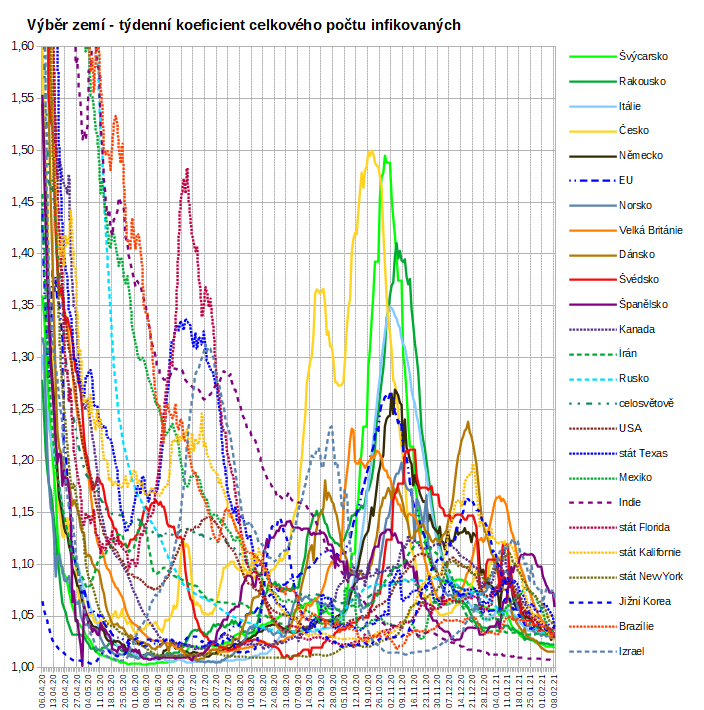 Výběr zemí - týdenní koeficient celkového počtu infikovaných
1,60
1,55
1,50
1,45
1,40
1,35
1,30
1,25
1,20
1,15
1,10
1,05
1,00
Švýcarsko
Rakousko
Itálie
Česko
Německo
EU
Norsko
Velká Británie
Dánsko
Švédsko
Španělsko
Kanada
Írán
Rusko
celosvětově
USA
stát Texas
Mexiko
Indie
stát Florida
stát Kalifornie
stát New York
Jižní Korea
Brazílie
Izrael
06.04.20
13.04.20
20.04.20
27.04.20
04.05.20
11.05.20
18.05.20
25.05.20
01.06.20
08.06.20
15.06.20
22.06.20
29.06.20
06.07.20
13.07.20
20.07.20
27.07.20
03.08.20
10.08.20
17.08.20
24.08.20
31.08.20
07.09.20
14.09.20
21.09.20
28.09.20
05.10.20
12.10.20
19.10.20
26.10.20
02.11.20
09.11.20
16.11.20
23.11.20
30.11.20
07.12.20
14.12.20
21.12.20
28.12.20
04.01.21
11.01.21
18.01.21
25.01.21
01.02.21
08.02.21